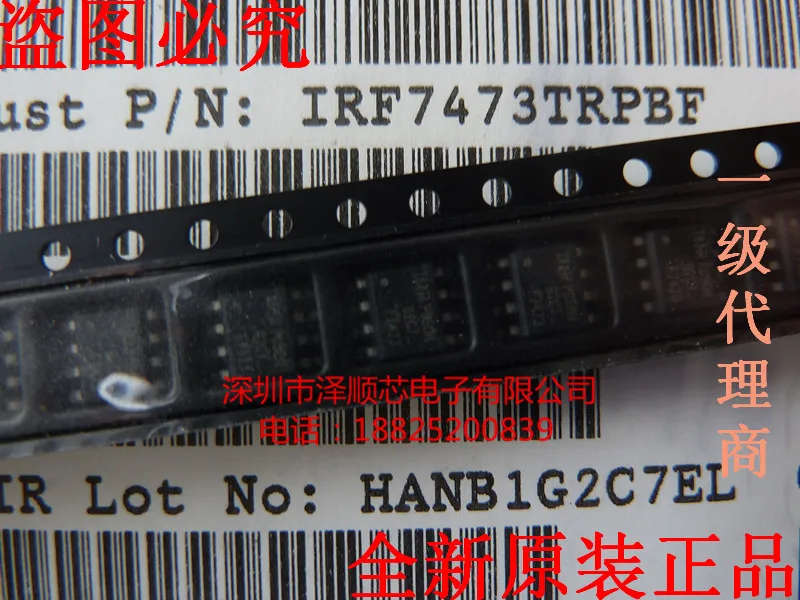 盗图必究
ust P/N: IRF7473TRPBF
一级代理商
深圳市泽顺芯电子有限公司
电话:18825200839
IR Lot No: HANB1G2C7EL
全新原装正品